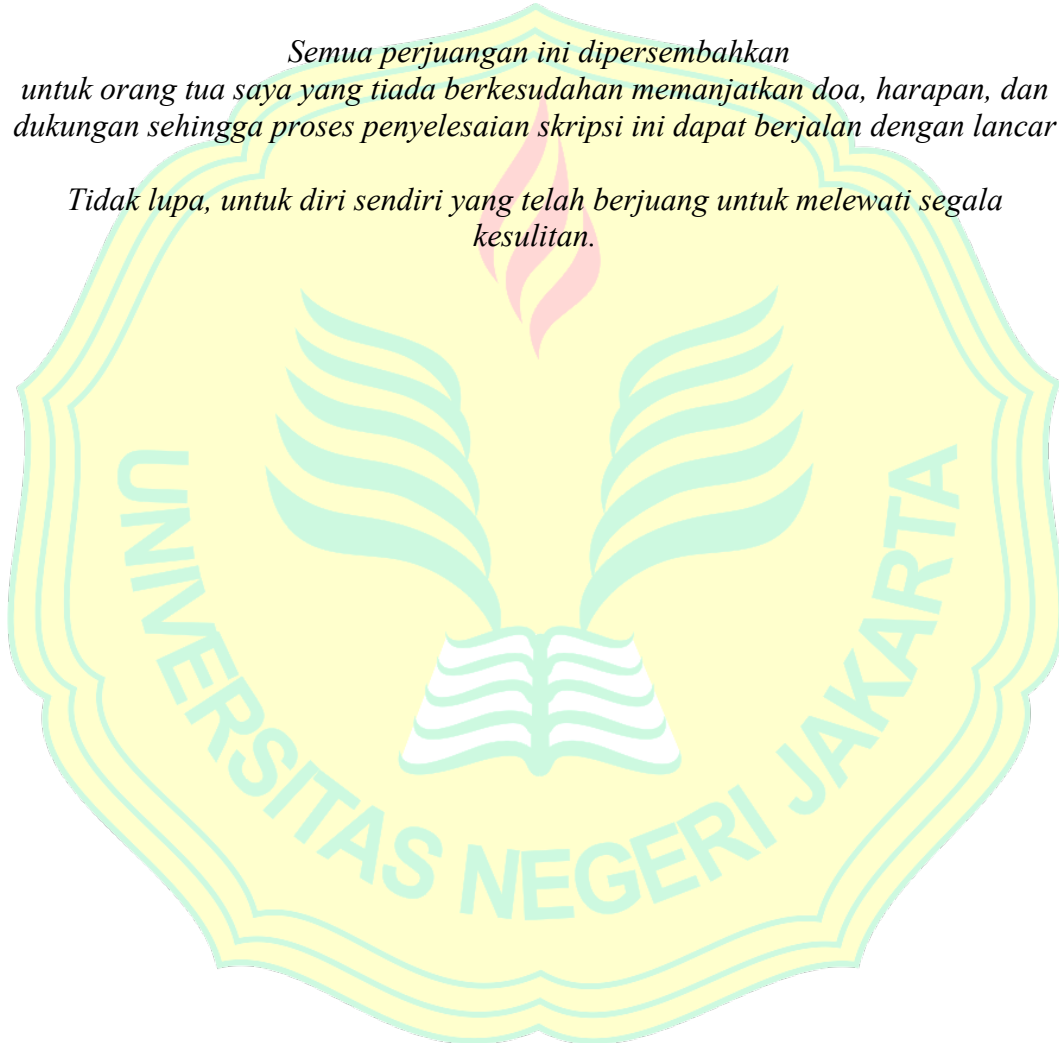 Semua perjuangan ini dipersembahkan
untuk orang tua saya yang tiada berkesudahan memanjatkan doa, harapan, dan
dukungan sehingga proses penyelesaian skripsi ini dapat berjalan dengan lancar
Tidak lupa, untuk diri sendiri yang telah berjuang untuk melewati segala
kesulitan.
UNIVERSITAS NEGERI JAKARTA